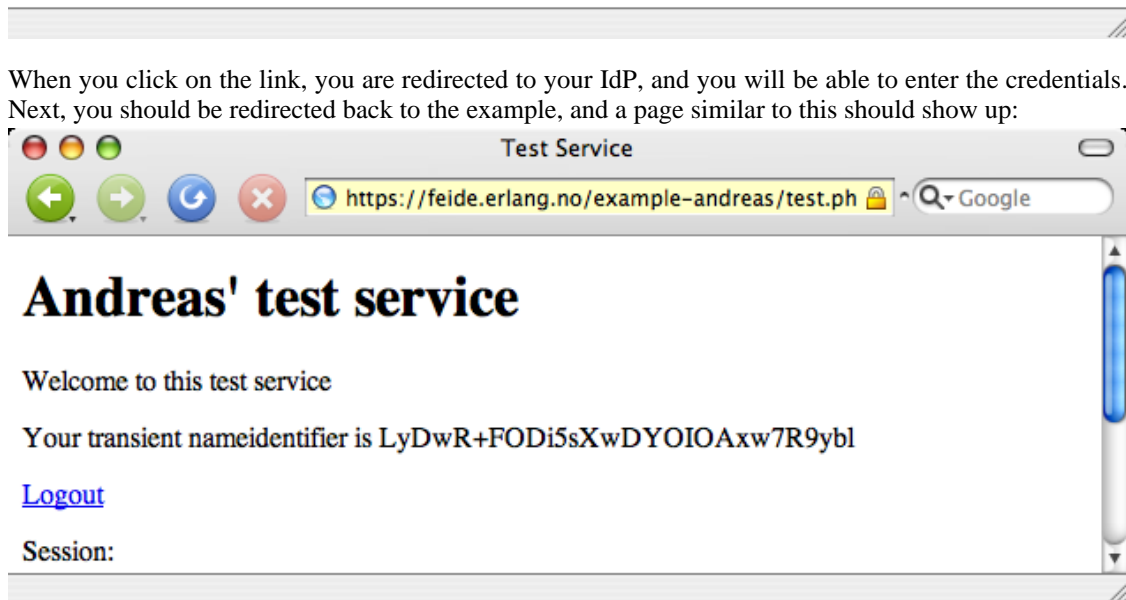 When you click on the link, you are redirected to your IdP, and you will be able to enter the credentials.
Next, you should be redirected back to the example, and a page similar to this should show up:
Test Service
https://feide.erlang.no/example-andreas/test.ph
Google
Andreas' test service
Welcome to this test service
Your transient nameidentifier is LyDwR+FODi5sXwDYOIOAxw7R9ybl
Logout
Session: